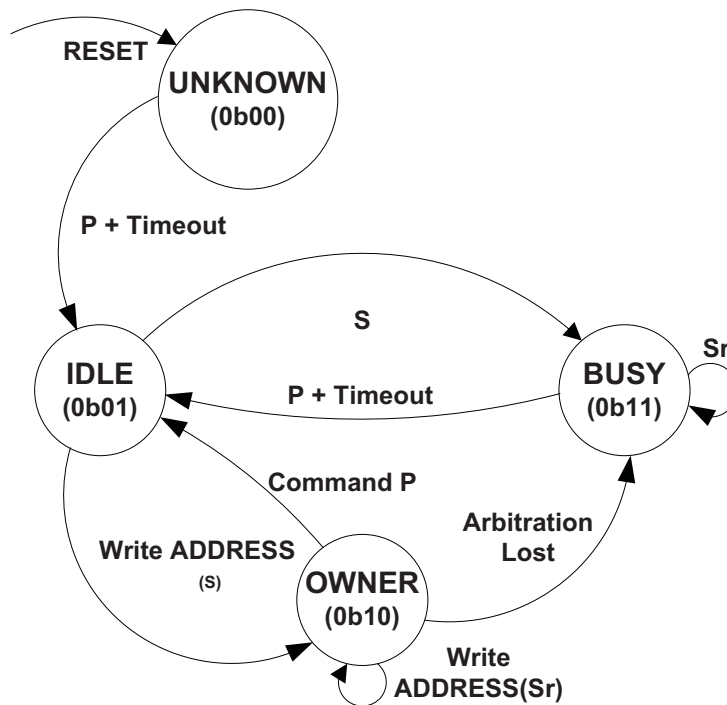 RESET
UNKNOWN
(0b00)
P + Timeout
S
IDLE
(0b01)
BUSY
(0b11)
Sr
P + Timeout
Command P
Arbitration
Lost
Write ADDRESS
(S)
OWNER
(0b10)
Write
ADDRESS(Sr)